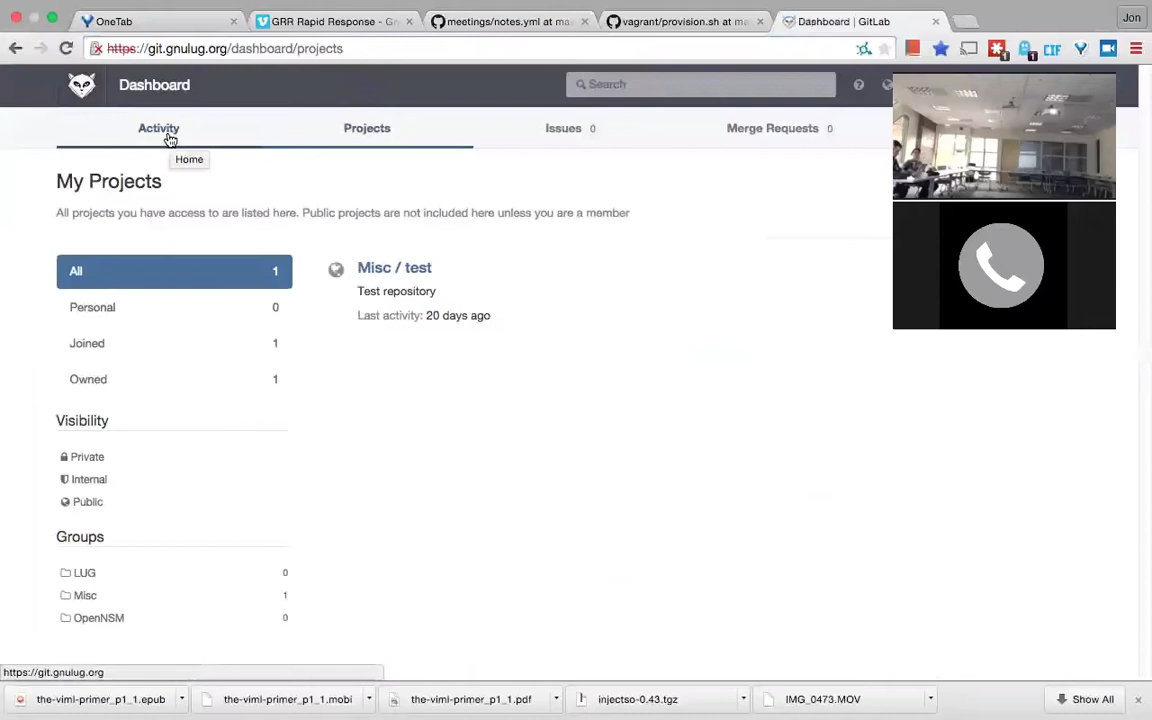 OneTab
GRR Rapid Response - Gr
meetings/notes.yml at ma
vagrant/provision.sh at ma
Dashboard | GitLab
Jon
https://git.gnulug.org/dashboard/projects
1
1
CIF
Dashboard
Search
Activity
Projects
Issues 0
Merge Requests 0
Home
My Projects
All projects you have access to are listed here. Public projects are not included here unless you are a member
All 1
Misc / test
Test repository
Personal 0
Last activity: 20 days ago
Joined 1
Owned 1
Visibility
Private
Internal
Public
Groups
LUG 0
Misc 1
OpenNSM 0
https://git.gnulug.org
the-viml-primer_p1_1.epub
the-viml-primer_p1_1.mobi
the-viml-primer_p1_1.pdf
injectso-0.43.tgz
IMG_0473.MOV
Show All